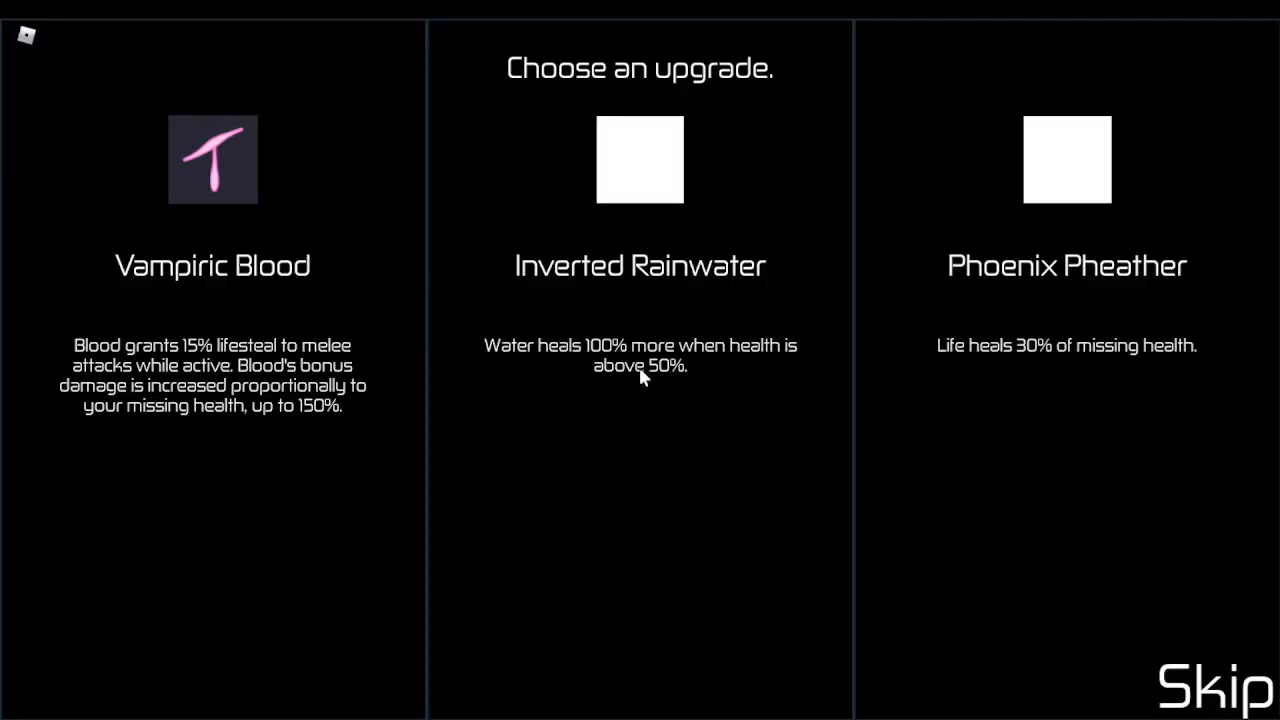 Choose an upgrade.
Vampiric Blood
Blood grants 15% lifesteal to melee
attacks while active. Blood's bonus
damage is increased proportionally to
your missing health, up to 150%.
Inverted Rainwater
Water heals 100% more when health is
above 50%.
Phoenix Pheather
Life heals 30% of missing health.
Skip